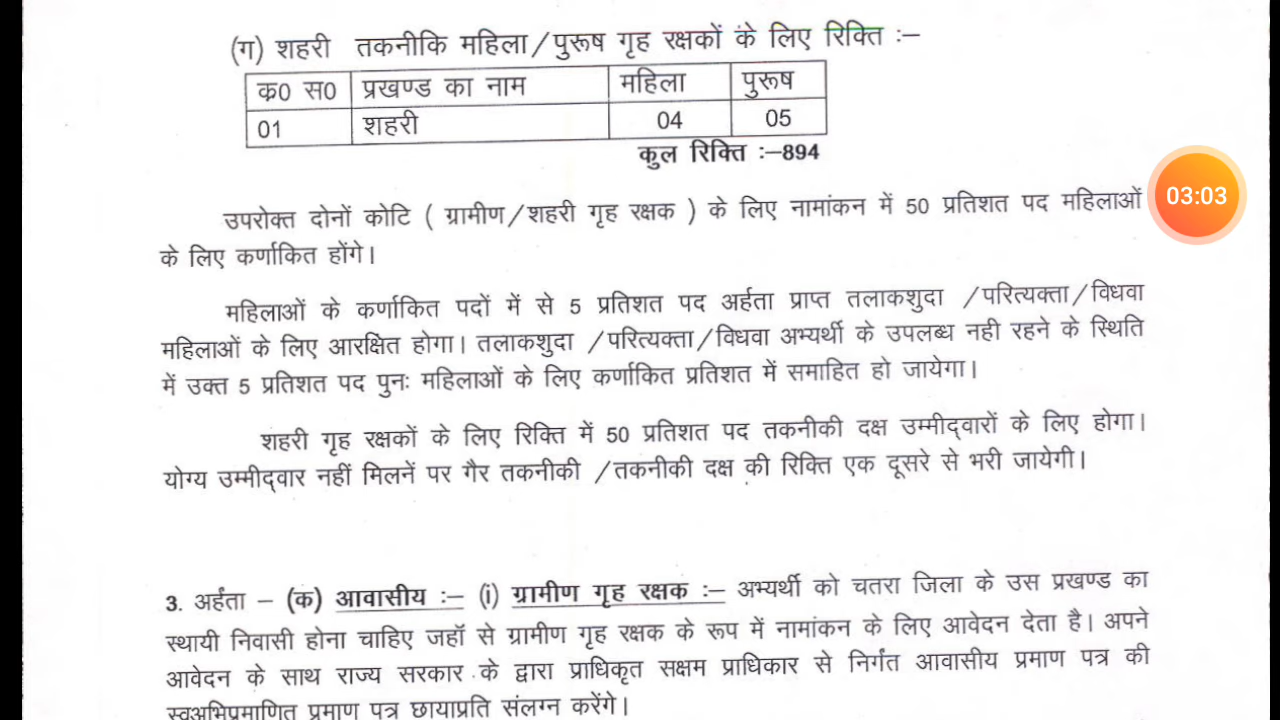 (ग) शहरी तकनीकि महिला/पुरूष गृह रक्षकों के लिए रिक्ति :–
क0 स0 प्रखण्ड का नाम महिला पुरूष
01 शहरी 04 05
कुल रिक्ति :–894
03:03
उपरोक्त दोनों कोटि ( ग्रामीण/शहरी गृह रक्षक ) के लिए नामांकन में 50 प्रतिशत पद महिलाओं
के लिए कर्णाकित होंगे।
महिलाओं के कर्णाकित पदों में से 5 प्रतिशत पद अर्हता प्राप्त तलाकशुदा /परित्यक्ता/विधवा
महिलाओं के लिए आरक्षित होगा। तलाकशुदा /परित्यक्ता/विधवा अभ्यर्थी के उपलब्ध नही रहने के स्थिति
में उक्त 5 प्रतिशत पद पुनः महिलाओं के लिए कर्णाकित प्रतिशत में समाहित हो जायेगा।
शहरी गृह रक्षकों के लिए रिक्ति में 50 प्रतिशत पद तकनीकी दक्ष उम्मीद्वारों के लिए होगा।
योग्य उम्मीद्वार नहीं मिलनें पर गैर तकनीकी /तकनीकी दक्ष की रिक्ति एक दूसरे से भरी जायेगी।
3. अर्हंता – (क) आवासीय :– (i) ग्रामीण गृह रक्षक :– अभ्यर्थी को चतरा जिला के उस प्रखण्ड का
स्थायी निवासी होना चाहिए जहॉ से ग्रामीण गृह रक्षक के रूप में नामांकन के लिए आवेदन देता है। अपने
आवेदन के साथ राज्य सरकार के द्वारा प्राधिकृत सक्षम प्राधिकार से निर्गंत आवासीय प्रमाण पत्र की
स्वअभिप्रमाणित प्रमाण पत्र छायाप्रति संलग्न करेंगे।